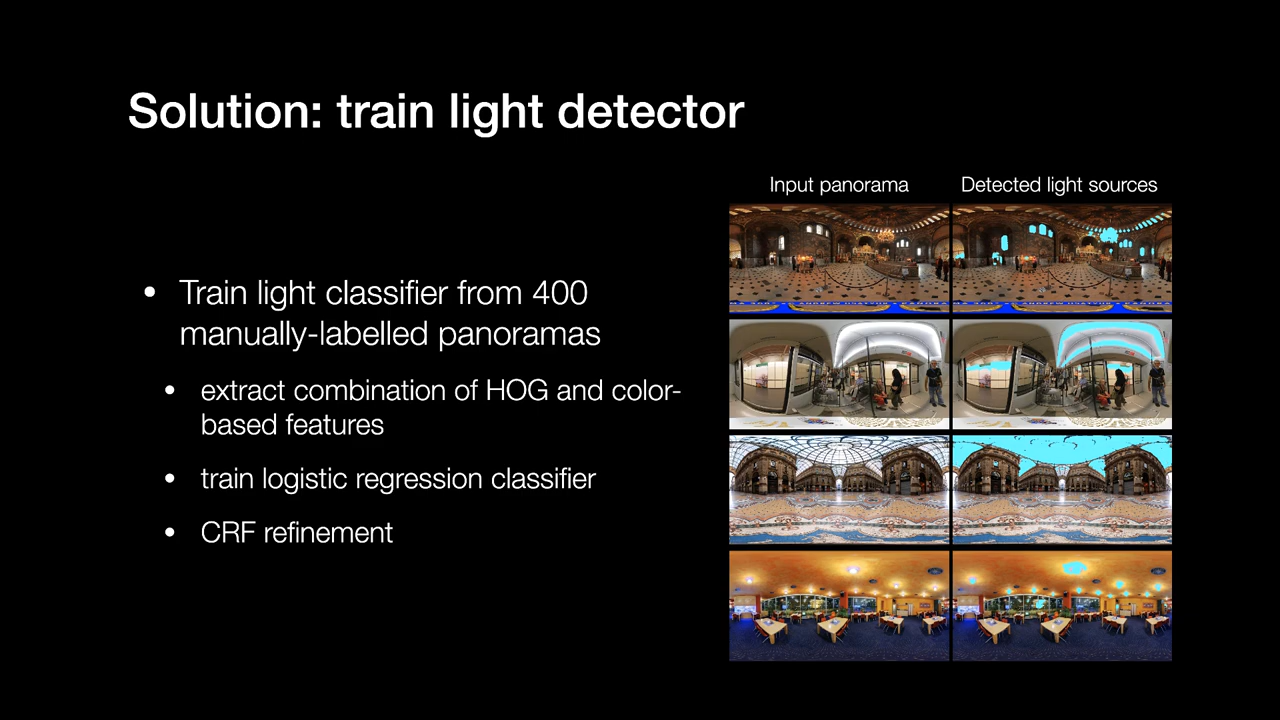 Solution: train light detector
Input panorama
Detected light sources
• Train light classifier from 400
manually-labelled panoramas
• extract combination of HOG and color-
based features
• train logistic regression classifier
• CRF refinement